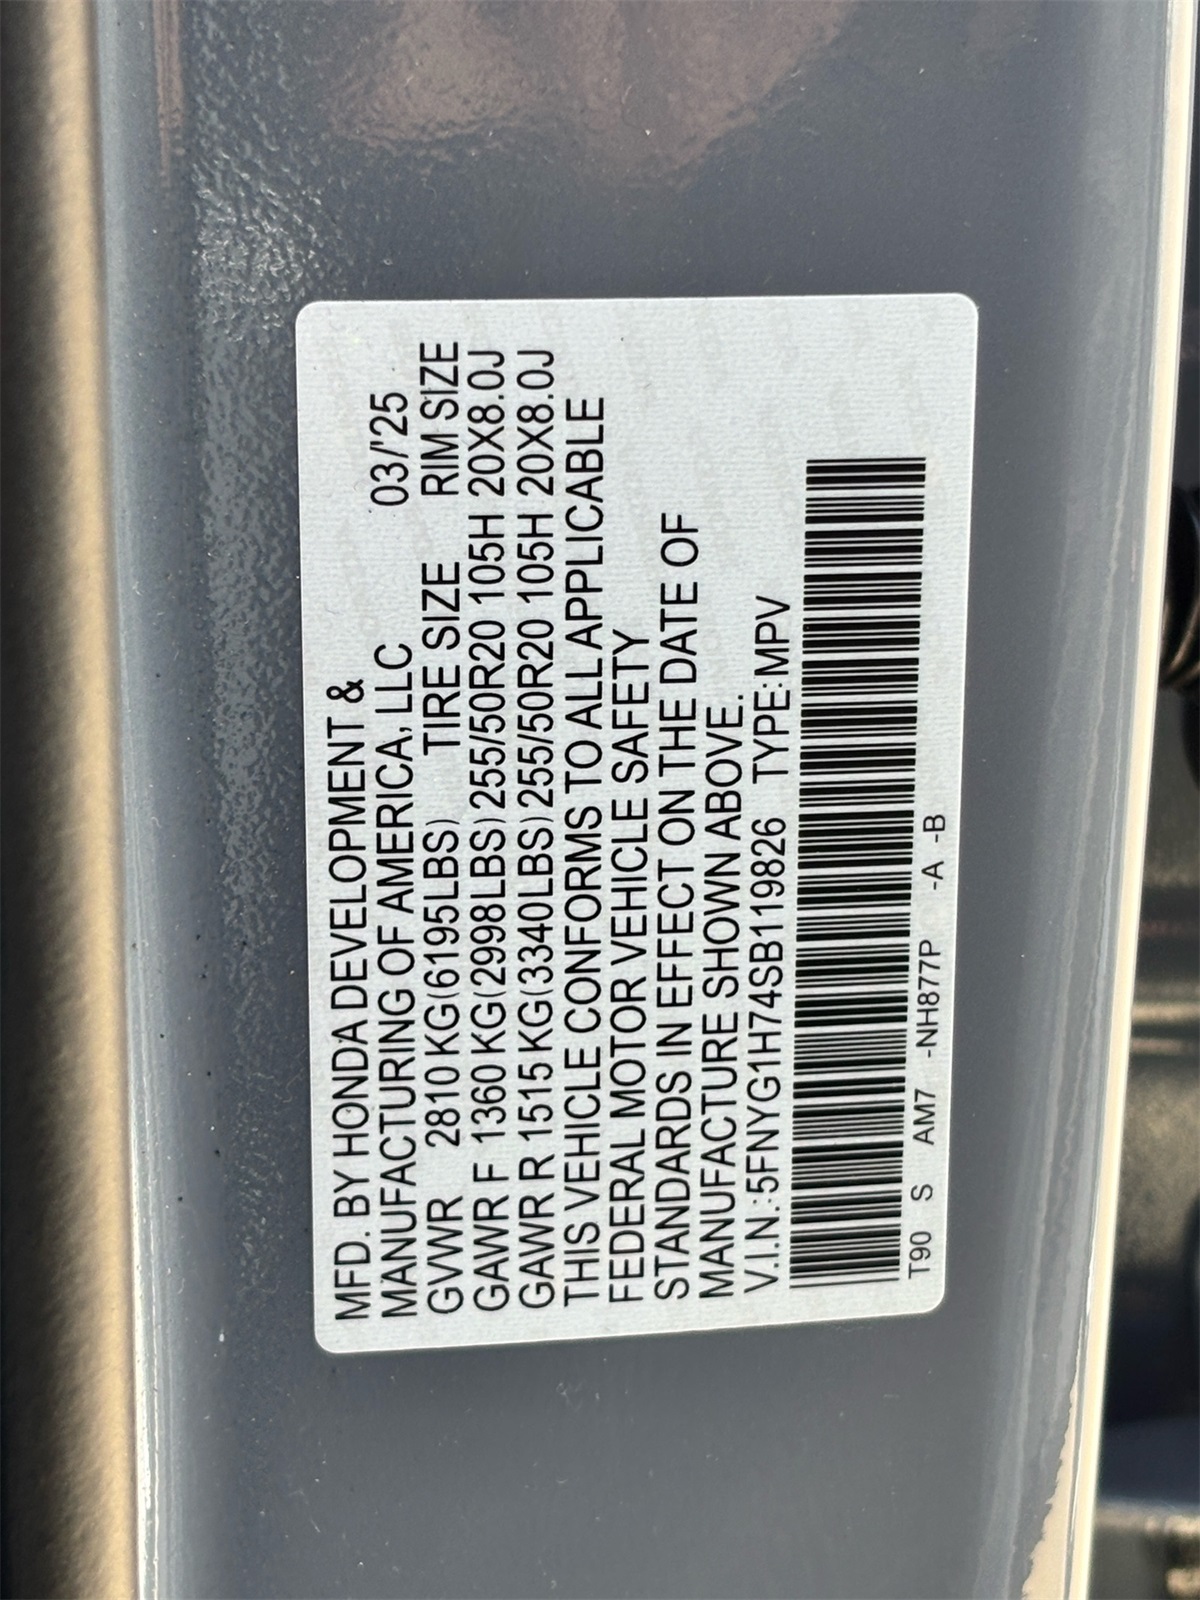 MFD. BY HONDA DEVELOPMENT &
MANUFACTURING OF AMERICA, LLC 03/'25
GVWR 2810 KG(6195LBS) TIRE SIZE RIM SIZE
GAWR F 1360 KG(2998LBS) 255/50R20 105H 20X8.0J
GAWR R 1515 KG(3340LBS) 255/50R20 105H 20X8.0J
THIS VEHICLE CONFORMS TO ALL APPLICABLE
FEDERAL MOTOR VEHICLE SAFETY
STANDARDS IN EFFECT ON THE DATE OF
MANUFACTURE SHOWN ABOVE.
V.I.N.:5FNYG1H74SB119826 TYPE:MPV
T90 S AM7 -NH877P -A -B